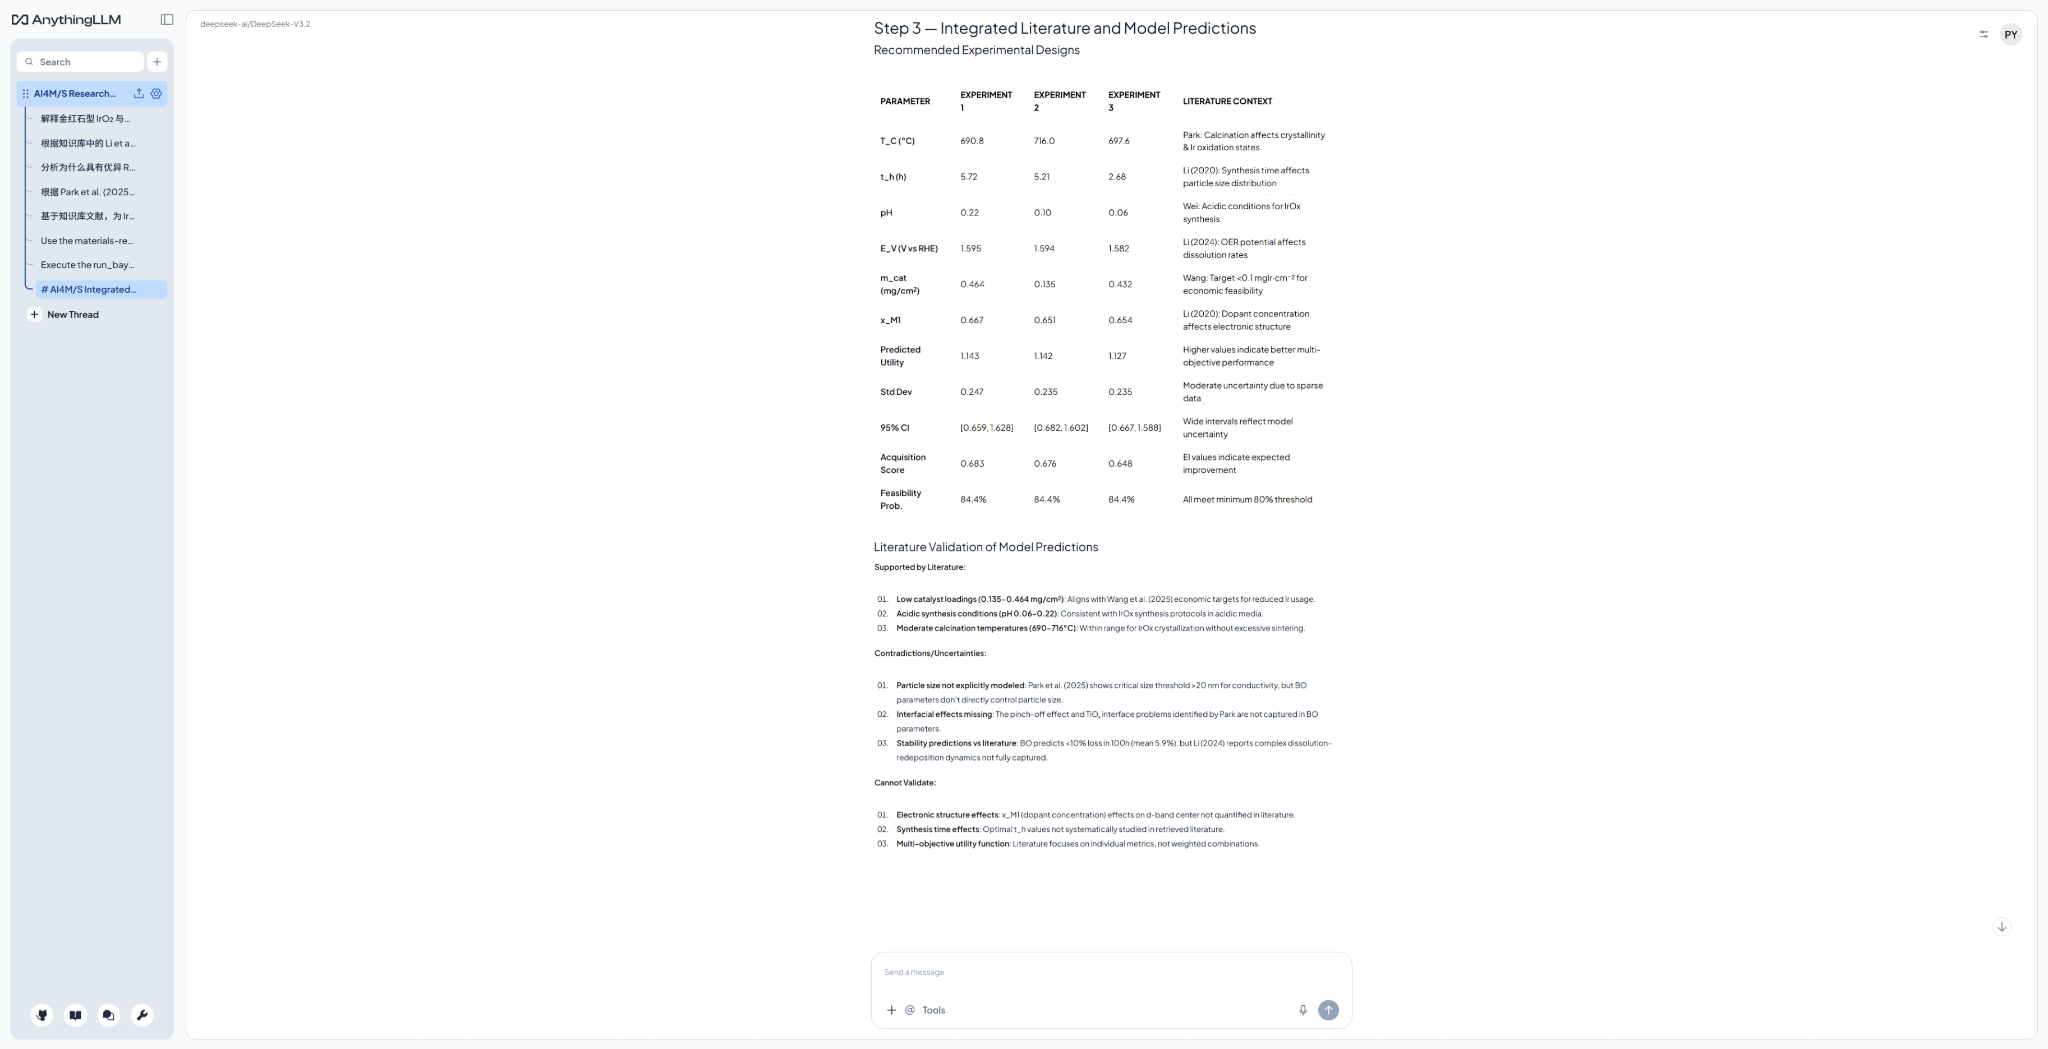 AnythingLLM
Search
AI4M/S Research...
解释金红石型 IrO₂ 与...
根据知识库中的 Li et a...
分析为什么具有优异 R...
根据 Park et al. (2025...
基于知识库文献，为 Ir...
Use the materials-re...
Execute the run_bay...
# AI4M/S Integrated...
New Thread
deepseek-ai/DeepSeek-V3.2
PY
Step 3 — Integrated Literature and Model Predictions
Recommended Experimental Designs
PARAMETER EXPERIMENT 1 EXPERIMENT 2 EXPERIMENT 3 LITERATURE CONTEXT
T_C (°C) 690.8 716.0 697.6 Park: Calcination affects crystallinity
& Ir oxidation states
t_h (h) 5.72 5.21 2.68 Li (2020): Synthesis time affects
particle size distribution
pH 0.22 0.10 0.06 Wei: Acidic conditions for IrOx
synthesis
E_V (V vs RHE) 1.595 1.594 1.582 Li (2024): OER potential affects
dissolution rates
m_cat (mg/cm²) 0.464 0.135 0.432 Wang: Target <0.1 mgIr·cm⁻² for
economic feasibility
x_M1 0.667 0.651 0.654 Li (2020): Dopant concentration
affects electronic structure
Predicted Utility 1.143 1.142 1.127 Higher values indicate better multi-
objective performance
Std Dev 0.247 0.235 0.235 Moderate uncertainty due to sparse
data
95% CI [0.659, 1.628] [0.682, 1.602] [0.667, 1.588] Wide intervals reflect model
uncertainty
Acquisition Score 0.683 0.676 0.648 EI values indicate expected
improvement
Feasibility Prob. 84.4% 84.4% 84.4% All meet minimum 80% threshold
Literature Validation of Model Predictions
Supported by Literature:
01. Low catalyst loadings (0.135–0.464 mg/cm²): Aligns with Wang et al. (2025) economic targets for reduced Ir usage.
02. Acidic synthesis conditions (pH 0.06–0.22): Consistent with IrOx synthesis protocols in acidic media.
03. Moderate calcination temperatures (690–716°C): Within range for IrOx crystallization without excessive sintering.
Contradictions/Uncertainties:
01. Particle size not explicitly modeled: Park et al. (2025) shows critical size threshold >20 nm for conductivity, but BO
parameters don't directly control particle size.
02. Interfacial effects missing: The pinch-off effect and TiOₓ interface problems identified by Park are not captured in BO
parameters.
03. Stability predictions vs literature: BO predicts <10% loss in 100h (mean 5.9%), but Li (2024) reports complex dissolution-
redeposition dynamics not fully captured.
Cannot Validate:
01. Electronic structure effects: x_M1 (dopant concentration) effects on d-band center not quantified in literature.
02. Synthesis time effects: Optimal t_h values not systematically studied in retrieved literature.
03. Multi-objective utility function: Literature focuses on individual metrics, not weighted combinations.
Send a message
Tools